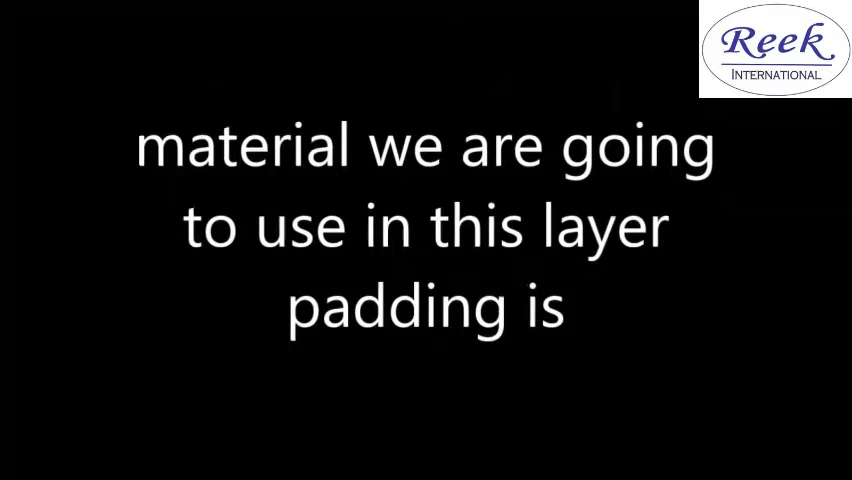 Reek
INTERNATIONAL
material we are going
to use in this layer
padding is